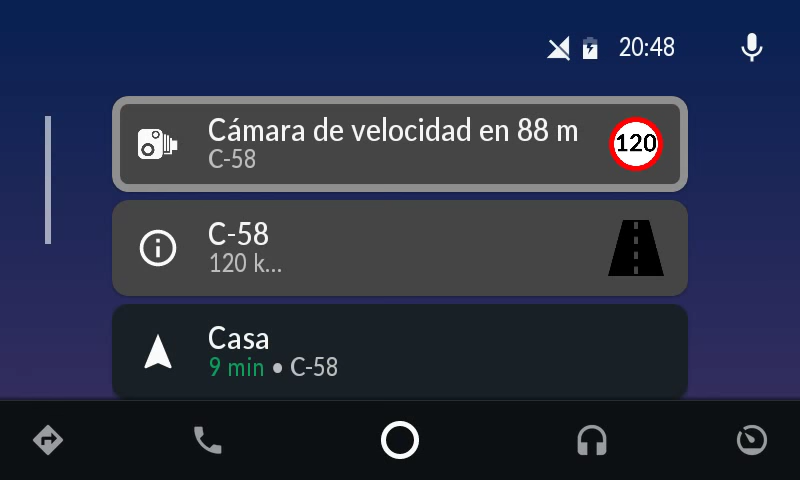 20:48
Cámara de velocidad en 88 m
C-58
120
C-58
120 k...
Casa
9 min • C-58